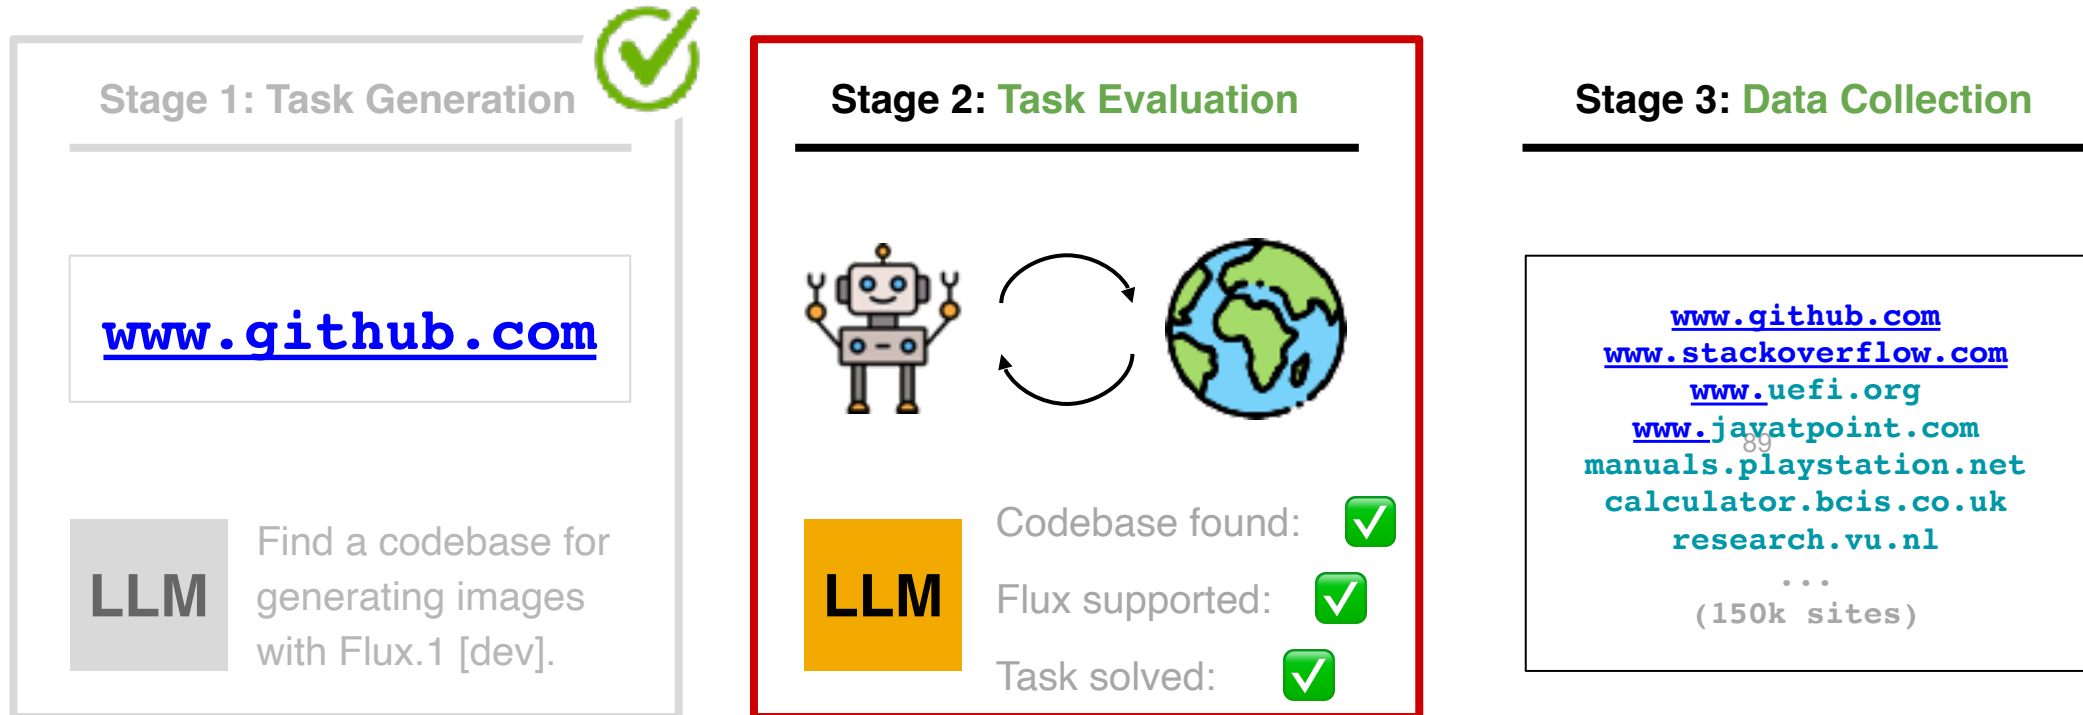 Stage 1: Task Generation
www.github.com
LLM
Find a codebase for
generating images
with Flux.1 [dev].
Stage 2: Task Evaluation
LLM
Codebase found:
Flux supported:
Task solved:
Stage 3: Data Collection
www.github.com
www.stackoverflow.com
www.uefi.org
www.javatpoint.com
89
manuals.playstation.net
calculator.bcis.co.uk
research.vu.nl
...
(150k sites)